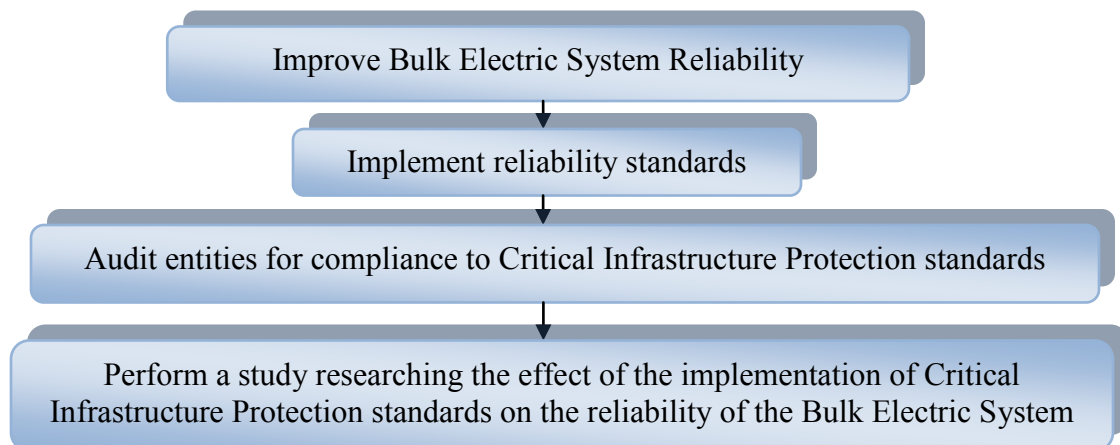 Improve Bulk Electric System Reliability
Implement reliability standards
Audit entities for compliance to Critical Infrastructure Protection standards
Perform a study researching the effect of the implementation of Critical
Infrastructure Protection standards on the reliability of the Bulk Electric System